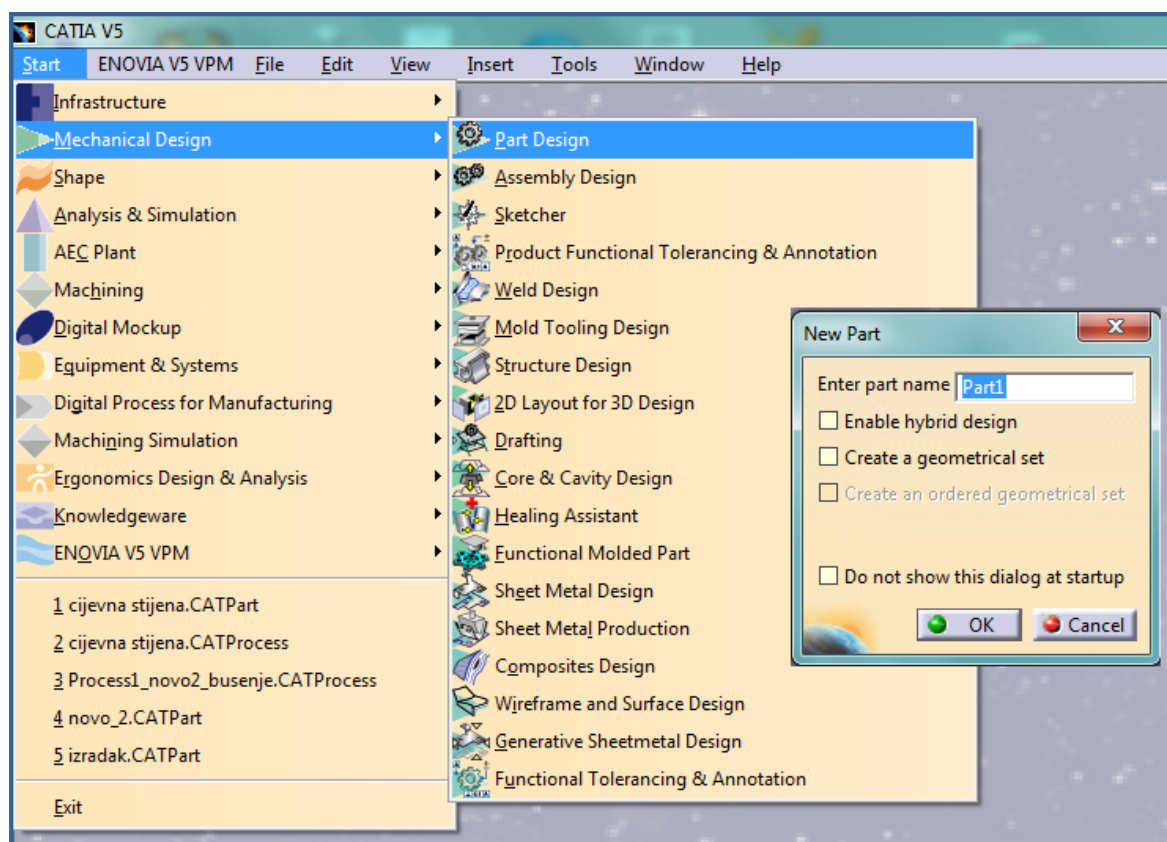 CATIA V5
Start ENOVIA V5 VPM File Edit View Insert Tools Window Help
Infrastructure
Mechanical Design
Shape
Analysis & Simulation
AEC Plant
Machining
Digital Mockup
Equipment & Systems
Digital Process for Manufacturing
Machining Simulation
Ergonomics Design & Analysis
Knowledgeware
ENOVIA V5 VPM
1 cijevna stijena.CATPart
2 cijevna stijena.CATProcess
3 Process1_novo2_busenje.CATProcess
4 novo_2.CATPart
5 izradak.CATPart
Exit
Part Design
Assembly Design
Sketcher
Product Functional Tolerancing & Annotation
Weld Design
Mold Tooling Design
Structure Design
2D Layout for 3D Design
Drafting
Core & Cavity Design
Healing Assistant
Functional Molded Part
Sheet Metal Design
Sheet Metal Production
Composites Design
Wireframe and Surface Design
Generative Sheetmetal Design
Functional Tolerancing & Annotation
New Part
Enter part name Part1
Enable hybrid design
Create a geometrical set
Create an ordered geometrical set
Do not show this dialog at startup
OK Cancel